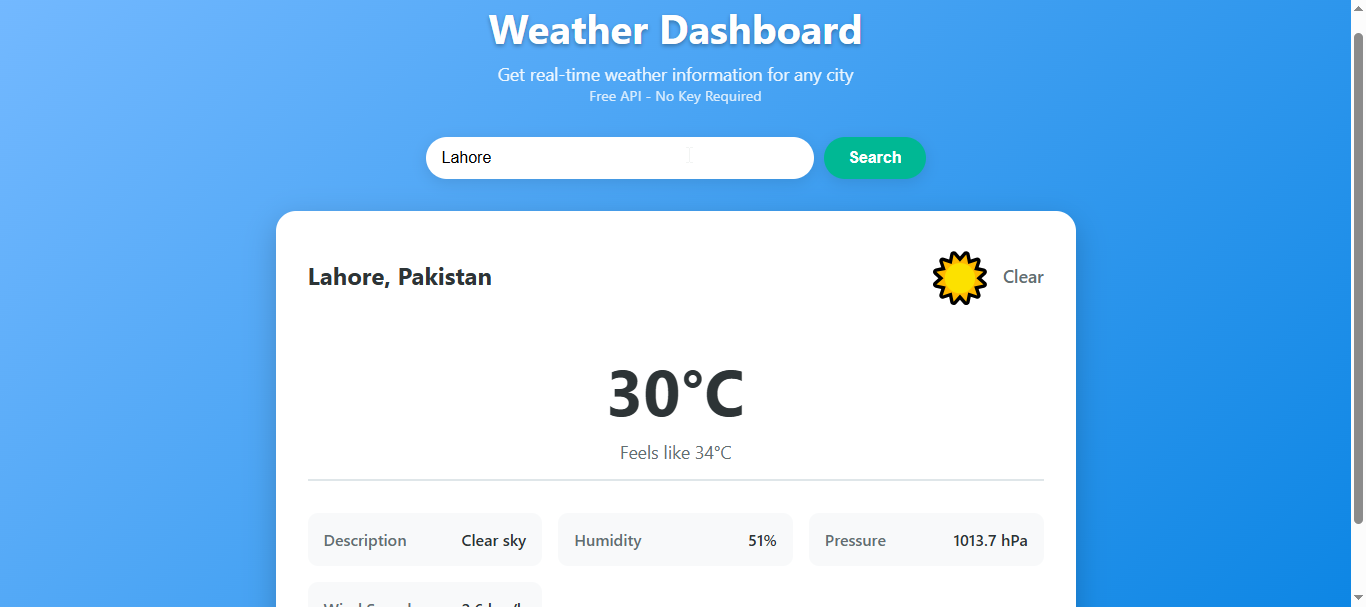 Weather Dashboard
Get real-time weather information for any city
Free API - No Key Required
Lahore Search
Lahore, Pakistan Clear
30°C
Feels like 34°C
Description Clear sky Humidity 51% Pressure 1013.7 hPa